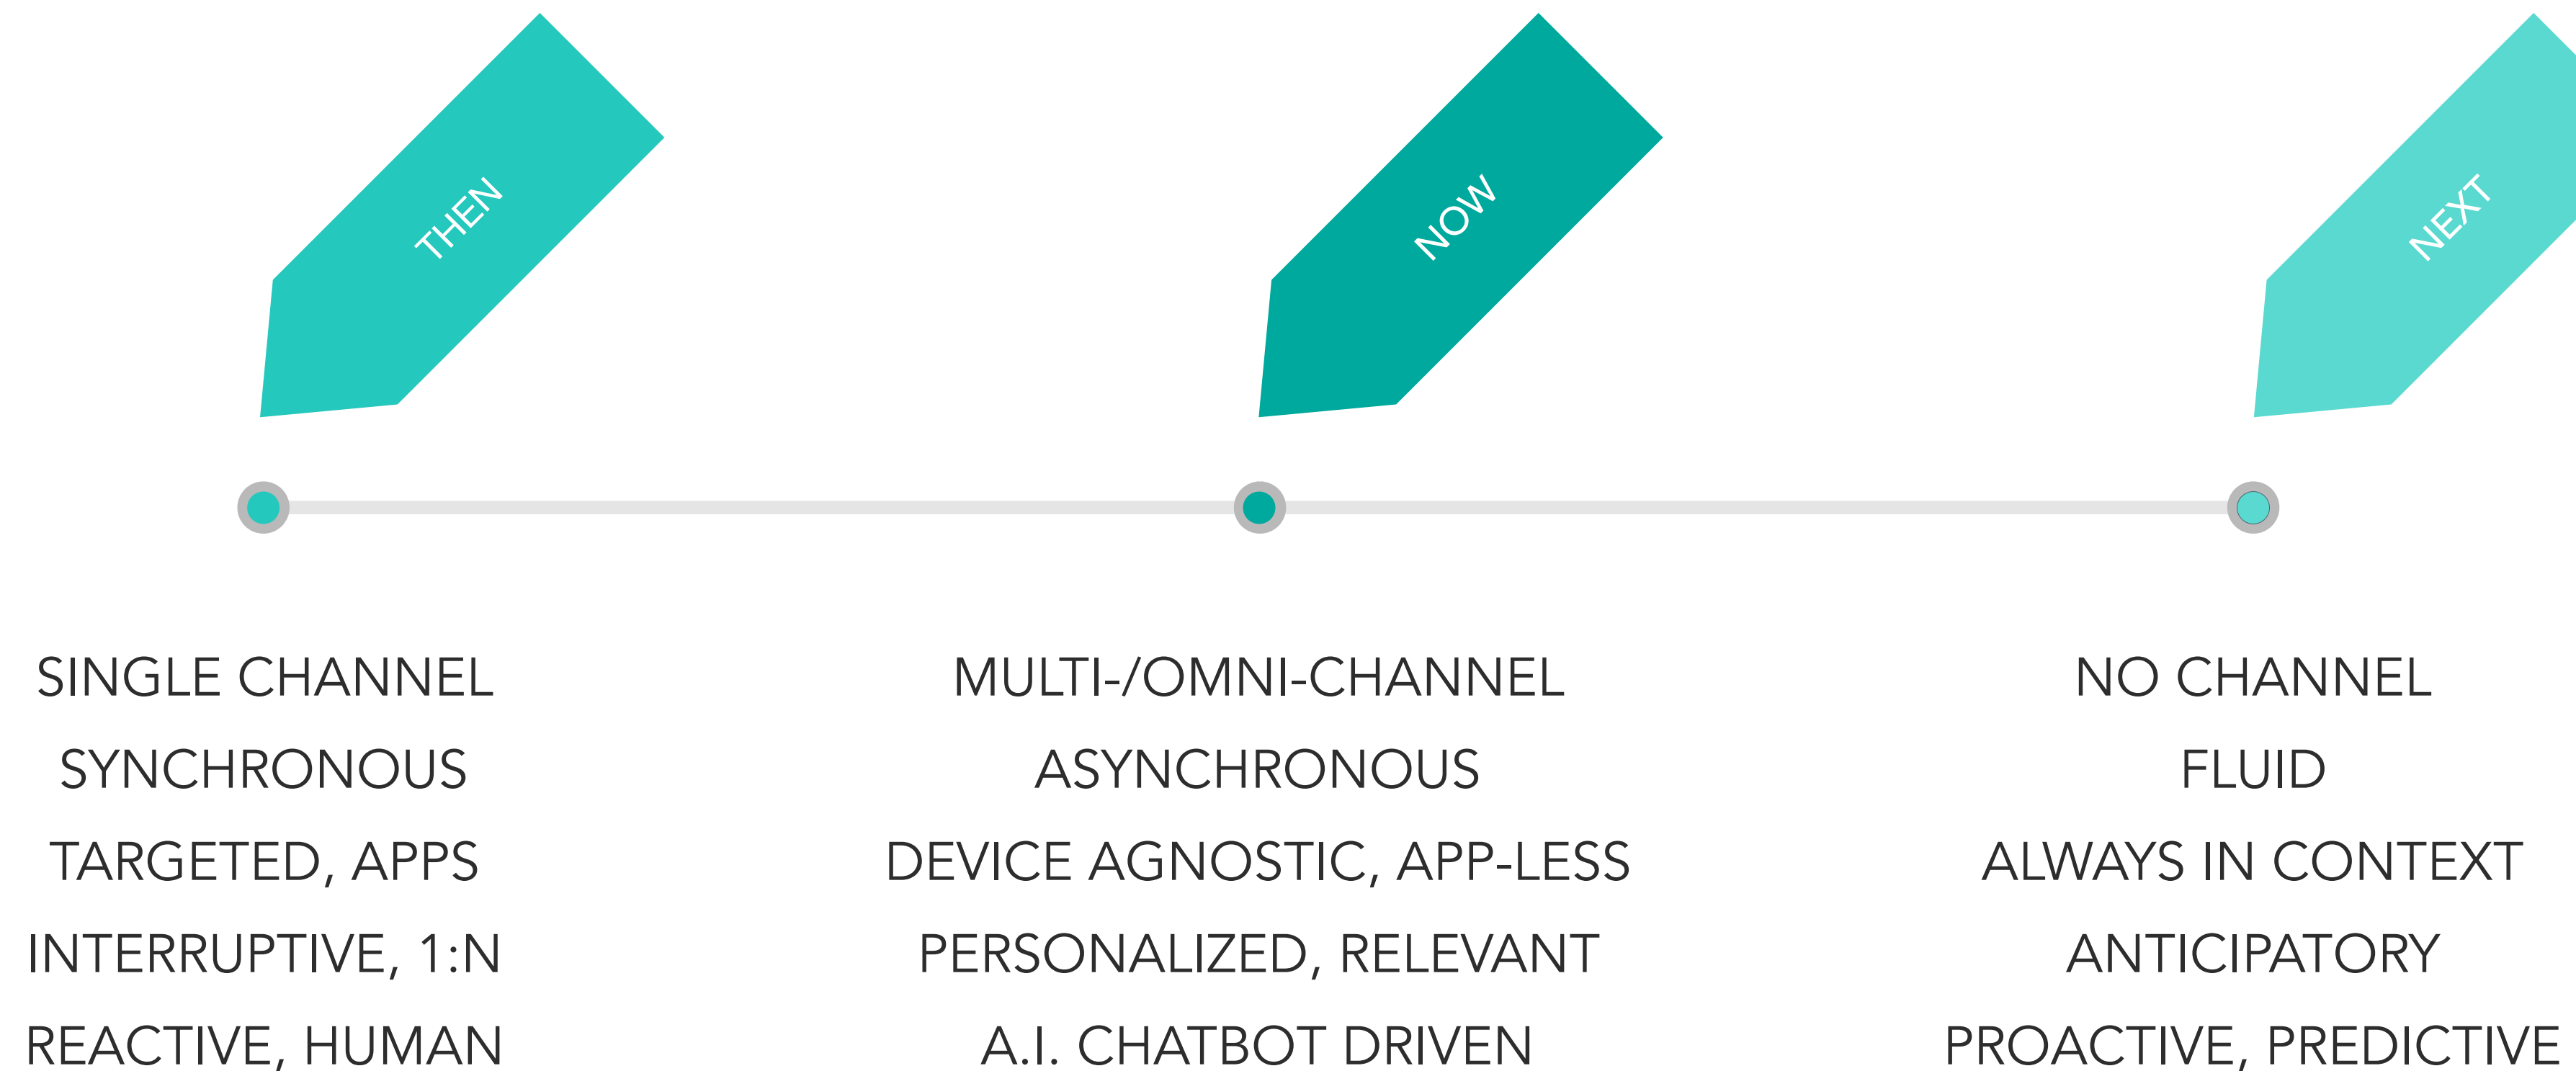 THEN
NOW
NEXT
SINGLE CHANNEL
SYNCHRONOUS
TARGETED, APPS
INTERRUPTIVE, 1:N
REACTIVE, HUMAN
MULTI-/OMNI-CHANNEL
ASYNCHRONOUS
DEVICE AGNOSTIC, APP-LESS
PERSONALIZED, RELEVANT
A.I. CHATBOT DRIVEN
NO CHANNEL
FLUID
ALWAYS IN CONTEXT
ANTICIPATORY
PROACTIVE, PREDICTIVE